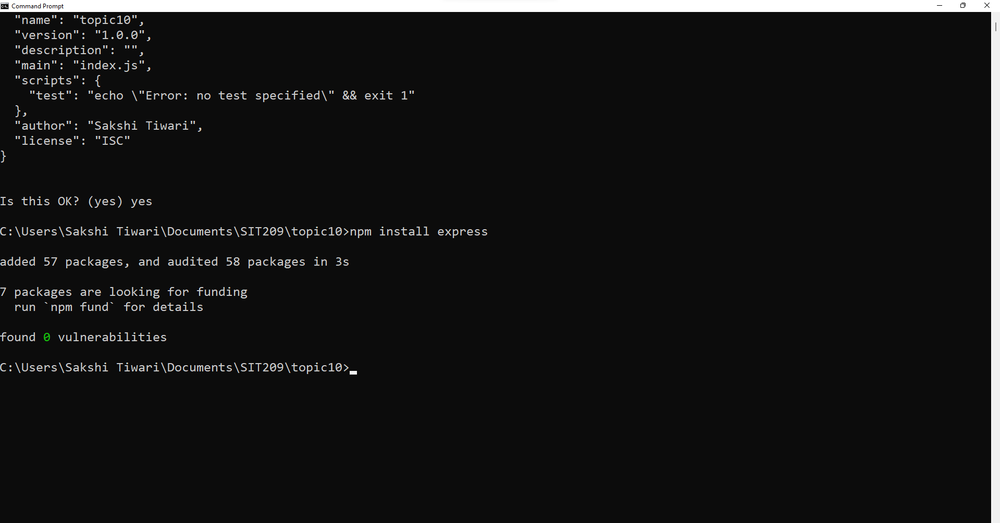 Command Prompt
"name": "topic10",
"version": "1.0.0",
"description": "",
"main": "index.js",
"scripts": {
"test": "echo \"Error: no test specified\" && exit 1"
},
"author": "Sakshi Tiwari",
"license": "ISC"
}
Is this OK? (yes) yes
C:\Users\Sakshi Tiwari\Documents\SIT209\topic10>npm install express
added 57 packages, and audited 58 packages in 3s
7 packages are looking for funding
run `npm fund` for details
found 0 vulnerabilities
C:\Users\Sakshi Tiwari\Documents\SIT209\topic10>